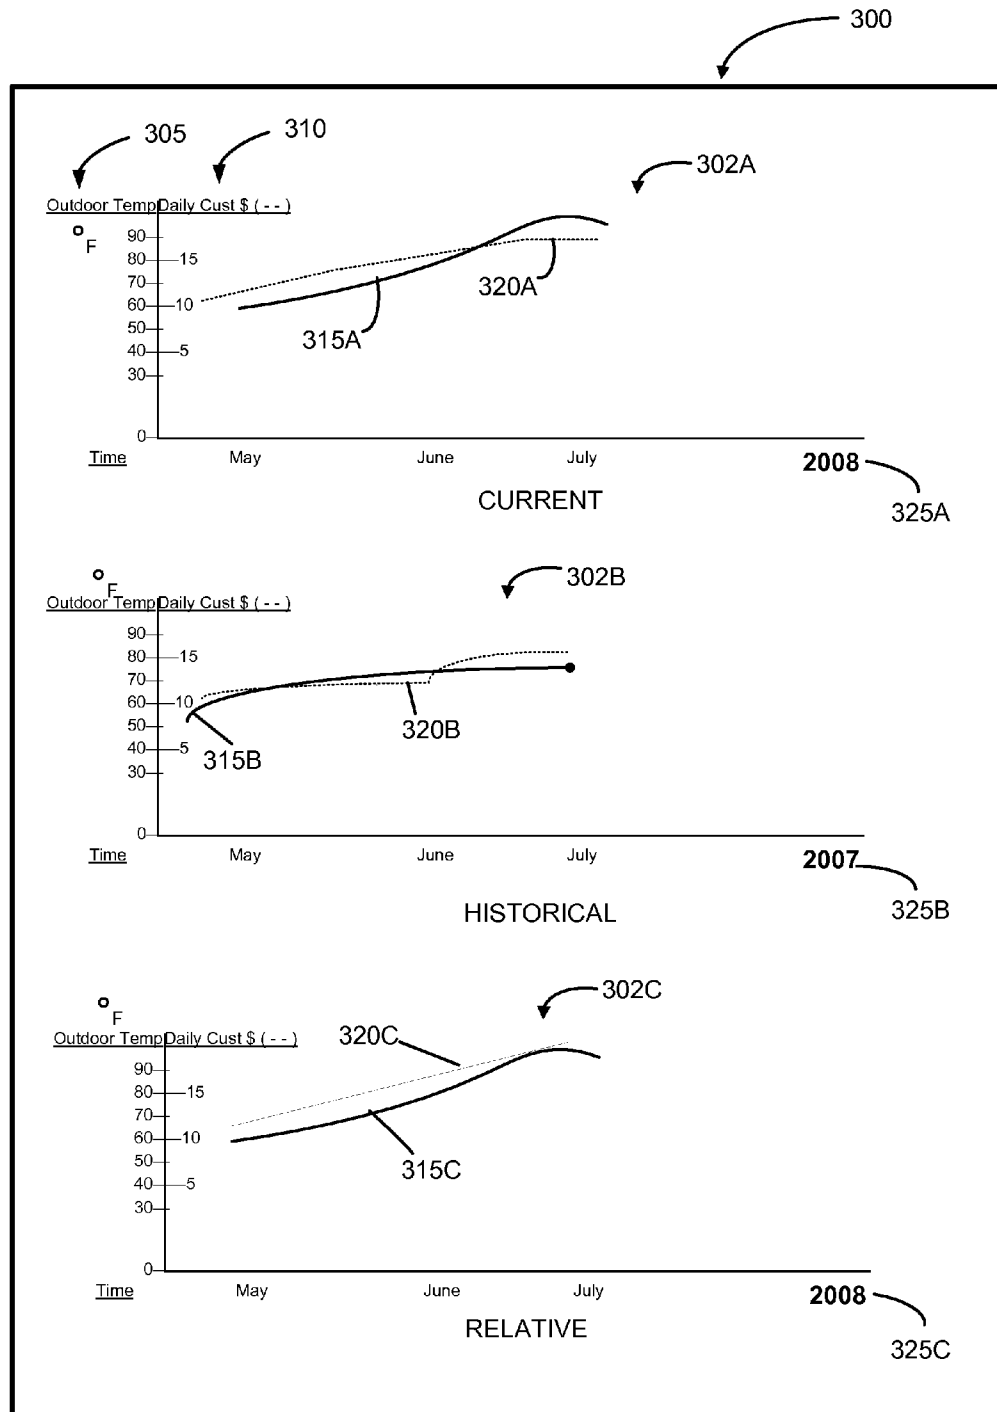 300
305
310
302A
Outdoor Temp Daily Cust $ ( - - )
° F
90
80 15
70
60 10
50
40 5
30
0
320A
315A
Time May June July 2008
325A
CURRENT
° F
302B
Outdoor Temp Daily Cust $ ( - - )
90
80 15
70
60 10
50
40 5
30
0
320B
315B
Time May June July 2007
325B
HISTORICAL
° F
302C
Outdoor Temp Daily Cust $ ( - - )
320C
90
80 15
70
60 10
50
40 5
30
0
315C
Time May June July 2008
325C
RELATIVE